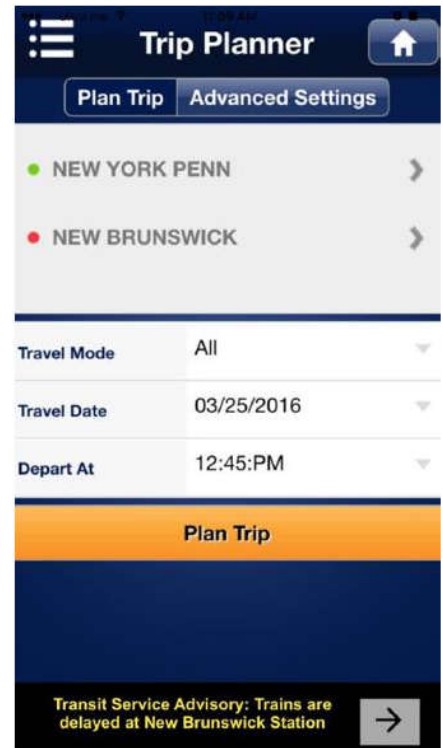 Trip Planner
Plan Trip Advanced Settings
NEW YORK PENN
NEW BRUNSWICK
Travel Mode All
Travel Date 03/25/2016
Depart At 12:45:PM
Plan Trip
Transit Service Advisory: Trains are
delayed at New Brunswick Station